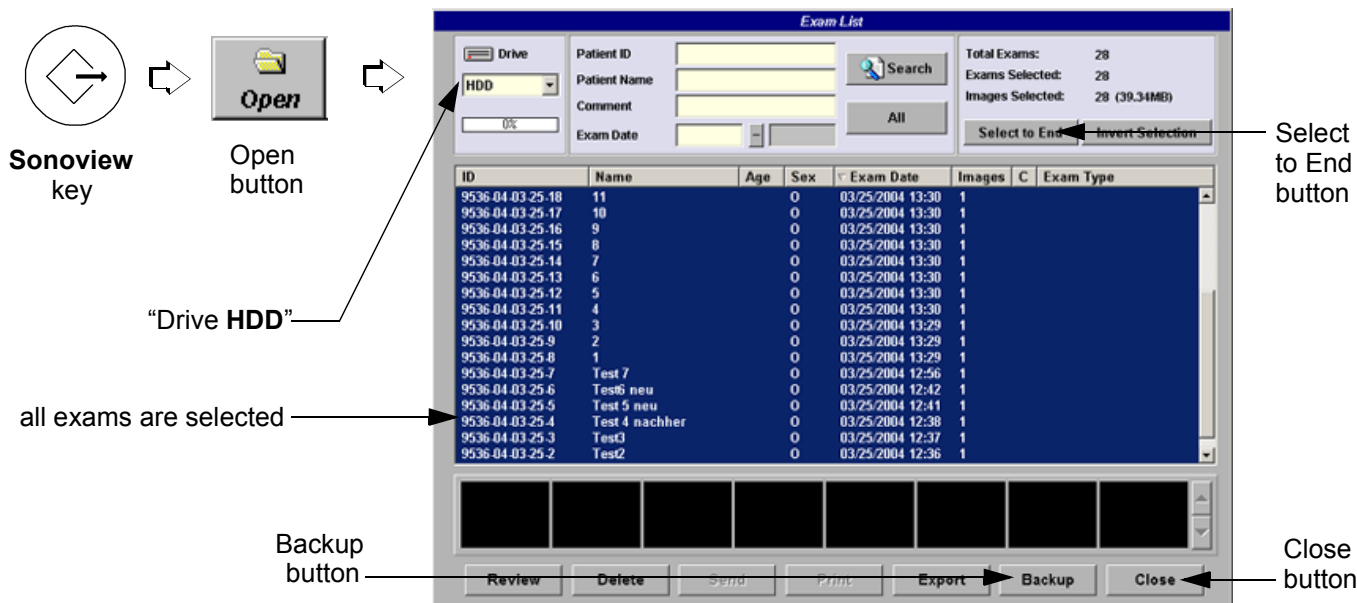 Exam List
Drive
HDD
0%
Patient ID
Patient Name
Comment
Exam Date
Search
All
Total Exams: 28
Exams Selected: 28
Images Selected: 28 (39.34MB)
Select to End
Invert Selection
Open
Sonoview
key
Open
button
Select
to End
button
ID Name Age Sex Exam Date Images C Exam Type
9536-04-03-25-18 11 O 03/25/2004 13:30 1
9536-04-03-25-17 10 O 03/25/2004 13:30 1
9536-04-03-25-16 9 O 03/25/2004 13:30 1
9536-04-03-25-15 8 O 03/25/2004 13:30 1
9536-04-03-25-14 7 O 03/25/2004 13:30 1
9536-04-03-25-13 6 O 03/25/2004 13:30 1
9536-04-03-25-12 5 O 03/25/2004 13:30 1
9536-04-03-25-11 4 O 03/25/2004 13:30 1
9536-04-03-25-10 3 O 03/25/2004 13:29 1
9536-04-03-25-9 2 O 03/25/2004 13:29 1
9536-04-03-25-8 1 O 03/25/2004 13:29 1
9536-04-03-25-7 Test 7 O 03/25/2004 12:56 1
9536-04-03-25-6 Test6 neu O 03/25/2004 12:42 1
9536-04-03-25-5 Test 5 neu O 03/25/2004 12:41 1
9536-04-03-25-4 Test 4 nachher O 03/25/2004 12:38 1
9536-04-03-25-3 Test3 O 03/25/2004 12:37 1
9536-04-03-25-2 Test2 O 03/25/2004 12:36 1
“Drive HDD”
all exams are selected
Backup
button
Review
Delete
Send
Print
Export
Backup
Close
Close
button